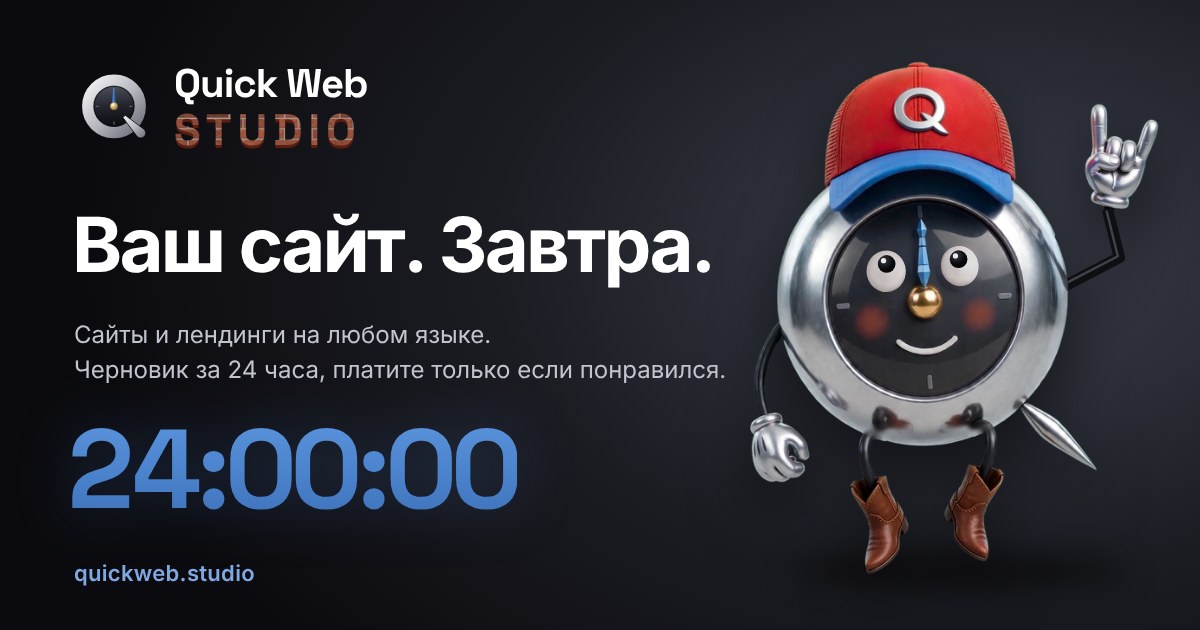 Quick Web
STUDIO
Ваш сайт. Завтра.
Сайты и лендинги на любом языке.
Черновик за 24 часа, платите только если понравился.
24:00:00
quickweb.studio
Q